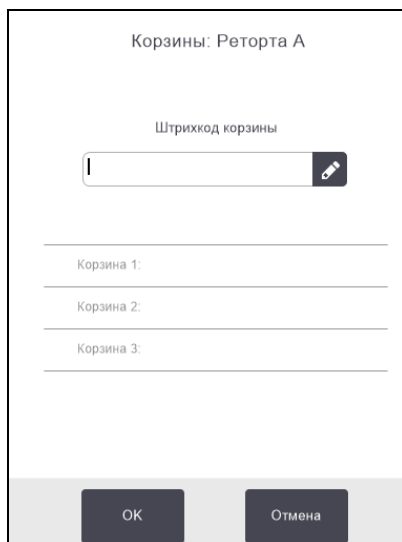 Корзины: Реторта А
Штрихкод корзины
Корзина 1:
Корзина 2:
Корзина 3:
OK
Отмена